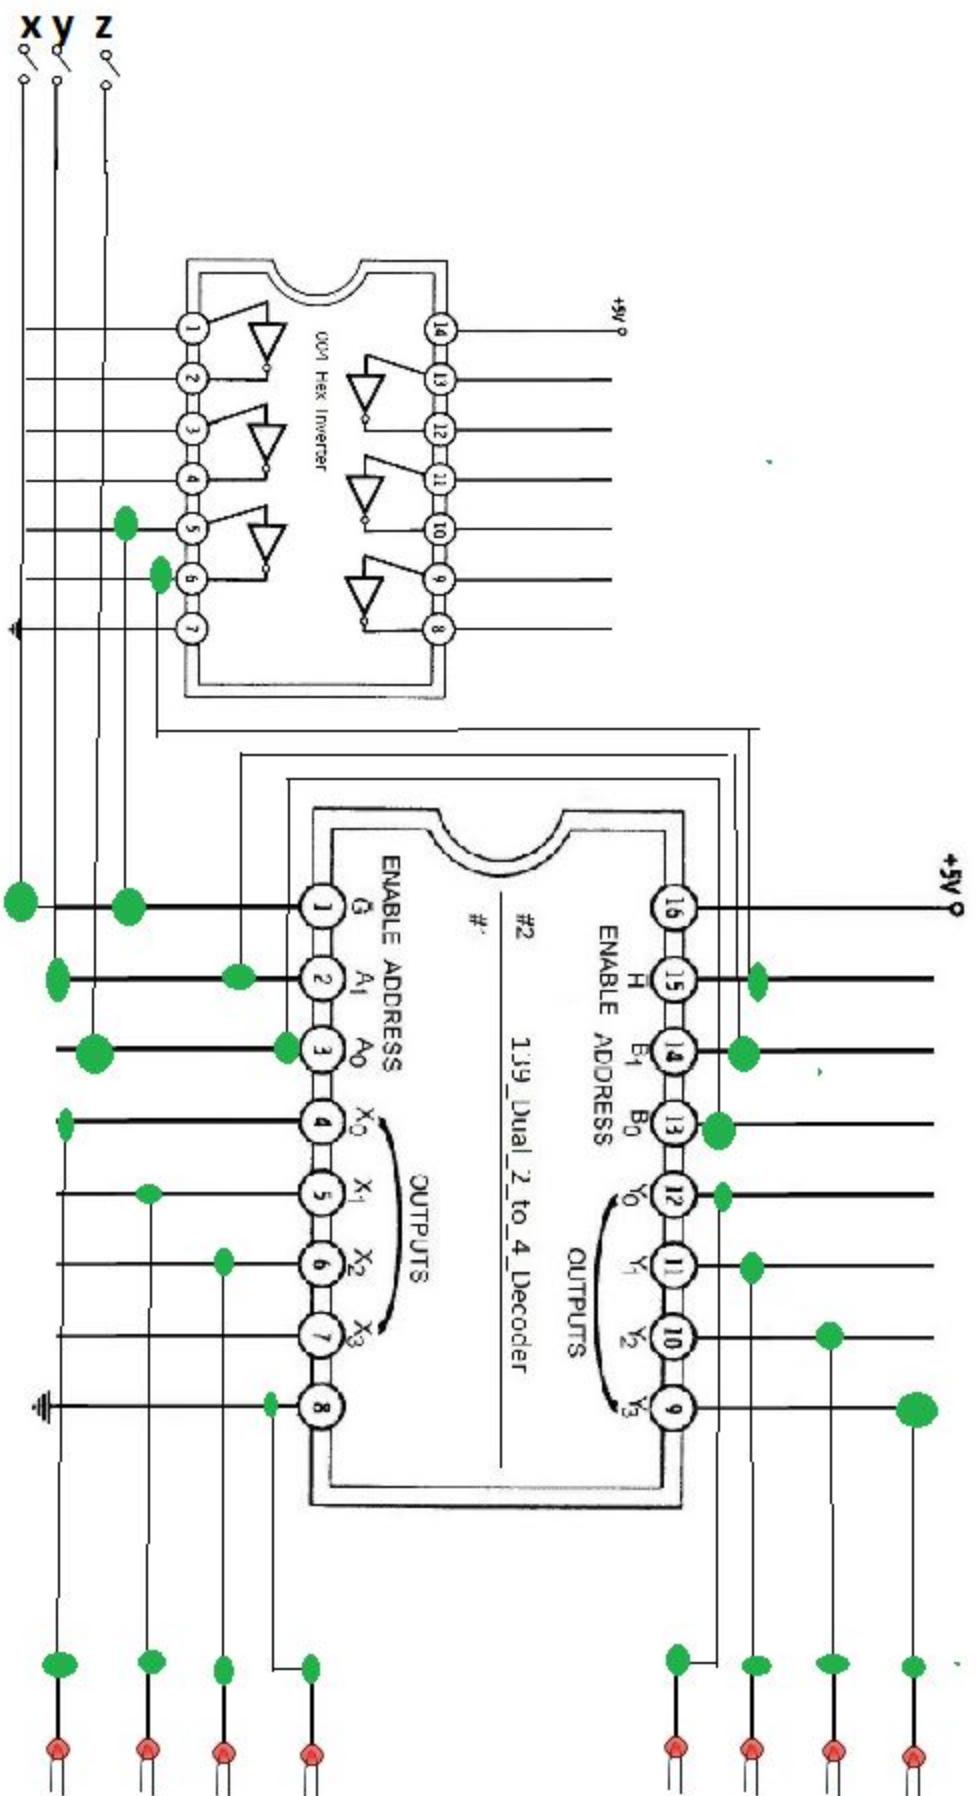 x y z
+5V
1
2
3
4
5
6
7
14
13
12
11
10
9
8
004 Hex Inverter
+5V
1
2
3
4
5
6
7
8
16
15
14
13
12
11
10
9
G
A1
A0
X0
X1
X2
X3
ENABLE ADDRESS
OUTPUTS
#2
139_Dual_2_to_4_Decoder
ENABLE ADDRESS
OUTPUTS
H
B1
B0
Y0
Y1
Y2
Y3